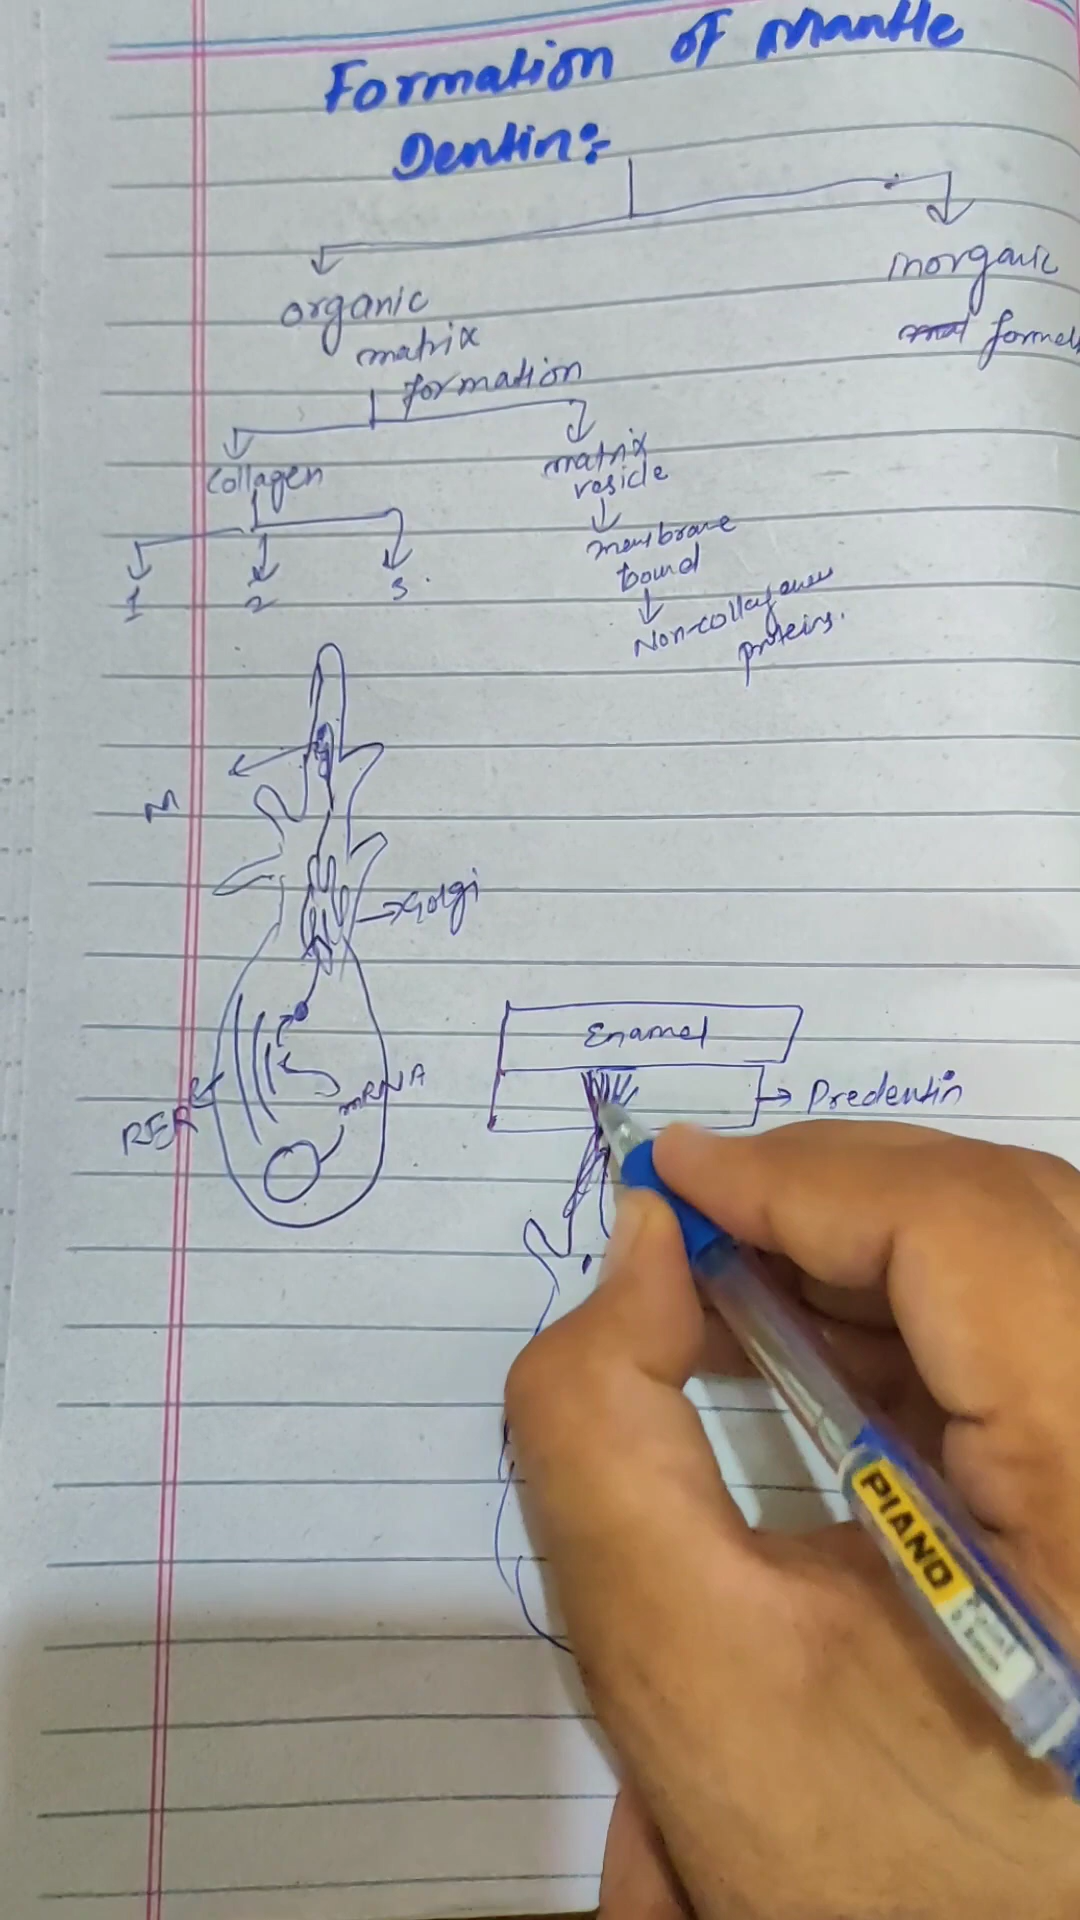 Formation of Mantle
Dentin:-
organic
matrix
formation
inorganic
format
Collagen
matrix
vesicle
1
2
3.
membrane
bound
Non-collagenous
proteins.
M
Golgi
RER
mRNA
Enamel
Predentin
PIANO